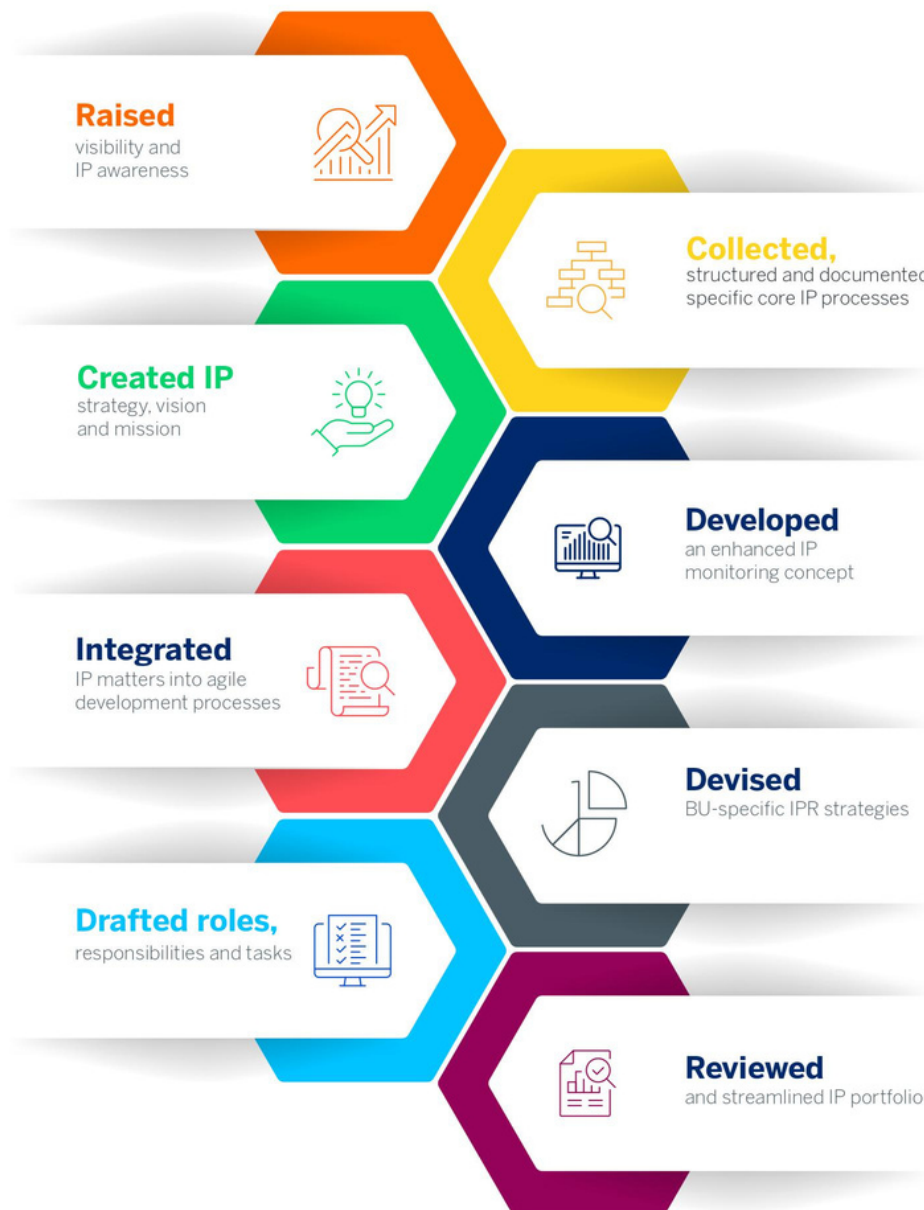 Raised
visibility and
IP awareness
Collected,
structured and documented
specific core IP processes
Created IP
strategy, vision
and mission
Developed
an enhanced IP
monitoring concept
Integrated
IP matters into agile
development processes
Devised
BU-specific IPR strategies
Drafted roles,
responsibilities and tasks
Reviewed
and streamlined IP portfolio